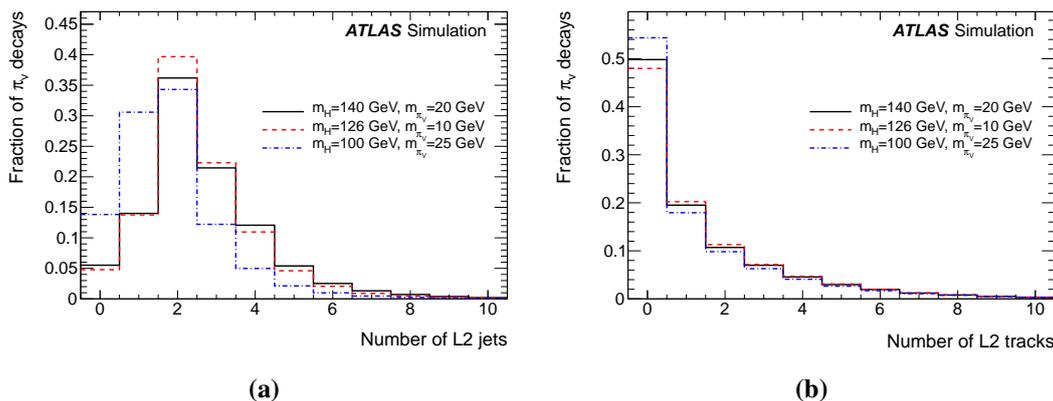 Fraction of πᵥ decays
0.45
0.4
0.35
0.3
0.25
0.2
0.15
0.1
0.05
0
ATLAS Simulation
m_H=140 GeV, m_πᵥ=20 GeV
m_H=126 GeV, m_πᵥ=10 GeV
m_H=100 GeV, m_πᵥ=25 GeV
0 2 4 6 8 10
Number of L2 jets
(a)
Fraction of πᵥ decays
0.5
0.4
0.3
0.2
0.1
0
ATLAS Simulation
m_H=140 GeV, m_πᵥ=20 GeV
m_H=126 GeV, m_πᵥ=10 GeV
m_H=100 GeV, m_πᵥ=25 GeV
0 2 4 6 8 10
Number of L2 tracks
(b)